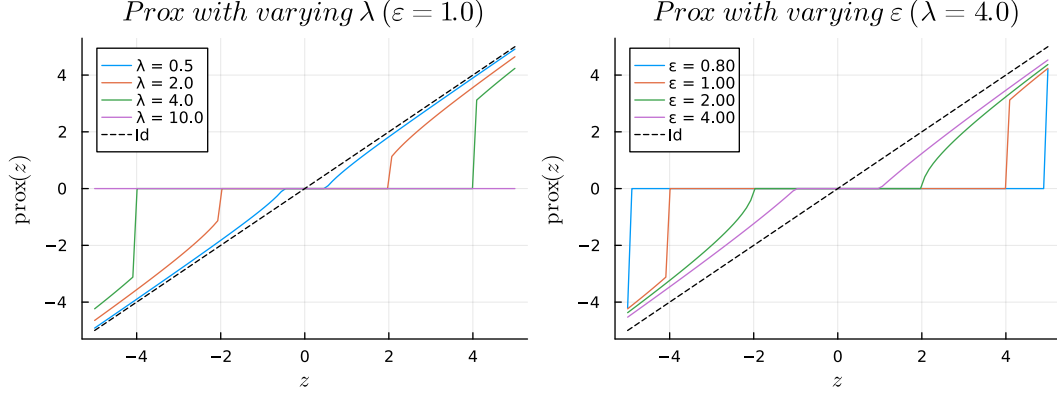 Prox with varying λ (ε = 1.0)
λ = 0.5
λ = 2.0
λ = 4.0
λ = 10.0
Id
4
2
0
−2
−4
prox(z)
−4 −2 0 2 4
z
Prox with varying ε (λ = 4.0)
ε = 0.80
ε = 1.00
ε = 2.00
ε = 4.00
Id
4
2
0
−2
−4
prox(z)
−4 −2 0 2 4
z